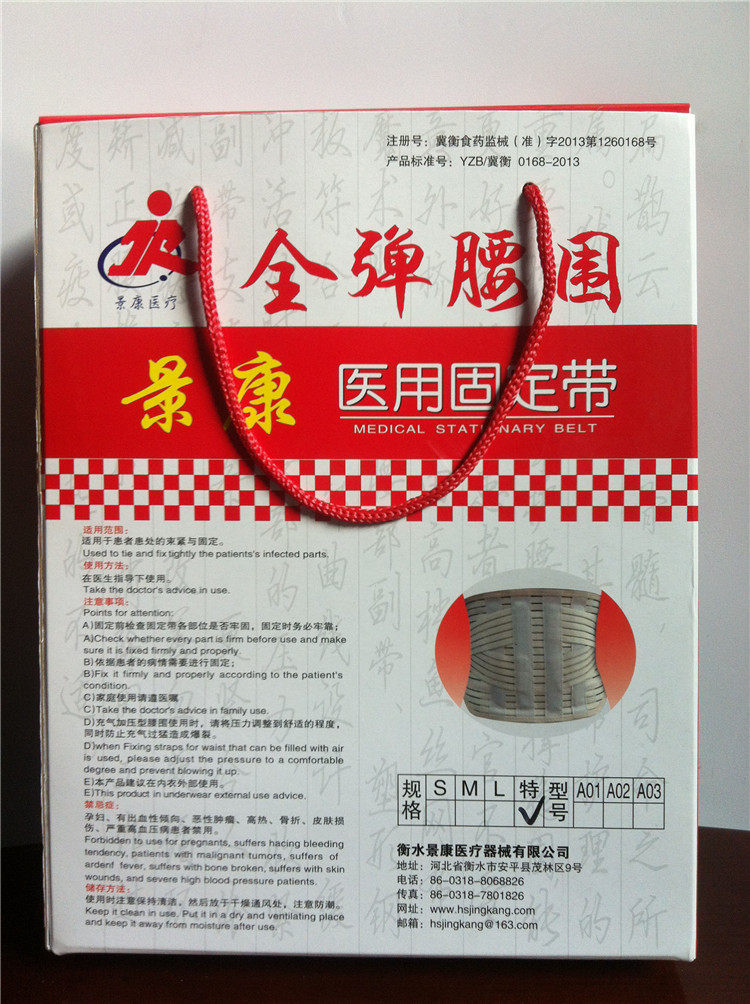 注册号：冀衡食药监械（准）字2013第1260168号
产品标准号：YZB/冀衡 0168-2013
景康医疗
全弹腰围
景康
医用固定带
MEDICAL STATIONARY BELT
适用范围：
适用于患者患处的束紧与固定。
Used to tie and fix tightly the patients's infected parts.
使用方法：
在医生指导下使用。
Take the doctor's advice in use.
注意事项：
Points for attention:
A)固定前检查固定带各部位是否牢固，固定时务必牢靠；
A)Check whether every part is firm before use and make
sure it is fixed firmly and properly.
B)依据患者的病情需要进行固定；
B)Fix it firmly and properly according to the patient's
condition.
C)家庭使用请遵医嘱
C)Take the doctor's advice in family use.
D)充气加压型腰围使用时，请将压力调整到舒适的程度，
同时防止充气过猛造成爆裂。
D)when Fixing straps for waist that can be filled with air
is used, please adjust the pressure to a comfortable
degree and prevent blowing it up.
E)本产品建议在内衣外部使用。
E)This product in underwear external use advice.
禁忌症：
孕妇、有出血性倾向、恶性肿瘤、高热、骨折、皮肤损
伤、严重高血压病患者禁用。
Forbidden to use for pregnants, suffers hacing bleeding
tendency, patients with malignant tumors, suffers of
ardenf fever, suffers with bone broken, suffers with skin
wounds, and severe high blood pressure patients.
储存方法：
使用时注意保持清洁，然后放于干燥通风处，注意防潮。
Keep it clean in use. Put it in a dry and ventilating place
and keep it away from moisture after use.
规格 S M L 特 型号 A01 A02 A03
衡水景康医疗器械有限公司
地址：河北省衡水市安平县茂林区9号
电话：86-0318-8068826
传真：86-0318-7801826
网址：www.hsjingkang.com
邮箱：hsjingkang@163.com